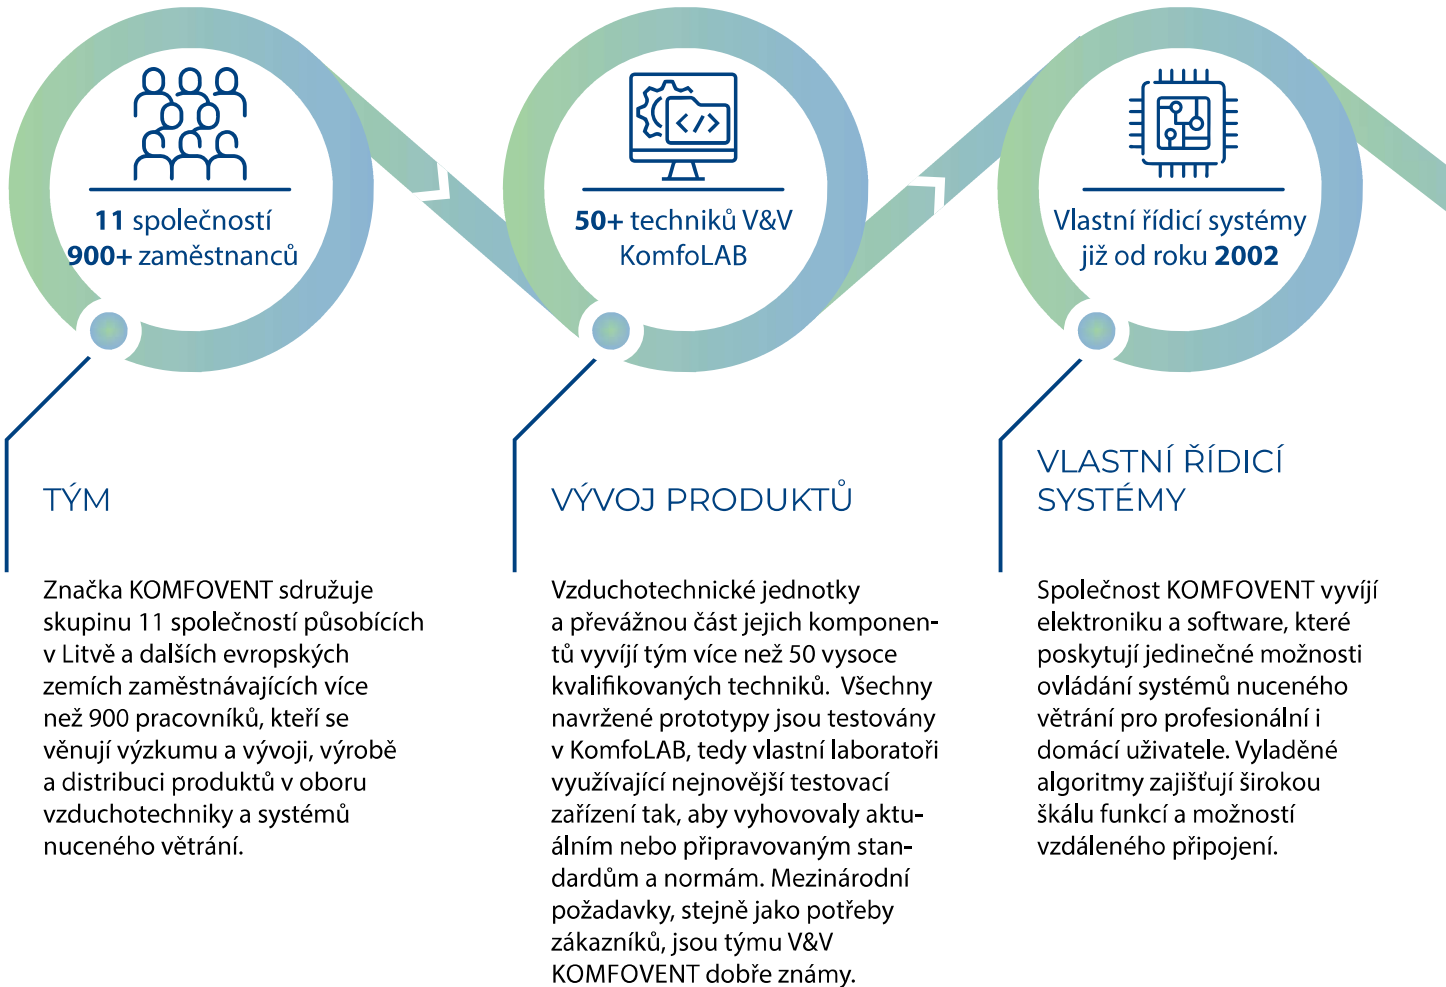 11 společností
900+ zaměstnanců
50+ techniků V&V
KomfoLAB
Vlastní řídicí systémy
již od roku 2002
TÝM
Značka KOMFOVENT sdružuje
skupinu 11 společností působících
v Litvě a dalších evropských
zemích zaměstnávajících více
než 900 pracovníků, kteří se
věnují výzkumu a vývoji, výrobě
a distribuci produktů v oboru
vzduchotechniky a systémů
nuceného větrání.
VÝVOJ PRODUKTŮ
Vzduchotechnické jednotky
a převážnou část jejich komponen-
tů vyvíjí tým více než 50 vysoce
kvalifikovaných techniků.  Všechny
navržené prototypy jsou testovány
v KomfoLAB, tedy vlastní laboratoři
využívající nejnovější testovací
zařízení tak, aby vyhovovaly aktu-
álním nebo připravovaným stan-
dardům a normám. Mezinárodní
požadavky, stejně jako potřeby
zákazníků, jsou týmu V&V
KOMFOVENT dobře známy.
VLASTNÍ ŘÍDICÍ
SYSTÉMY
Společnost KOMFOVENT vyvíjí
elektroniku a software, které
poskytují jedinečné možnosti
ovládání systémů nuceného
větrání pro profesionální i
domácí uživatele. Vyladěné
algoritmy zajišťují širokou
škálu funkcí a možností
vzdáleného připojení.